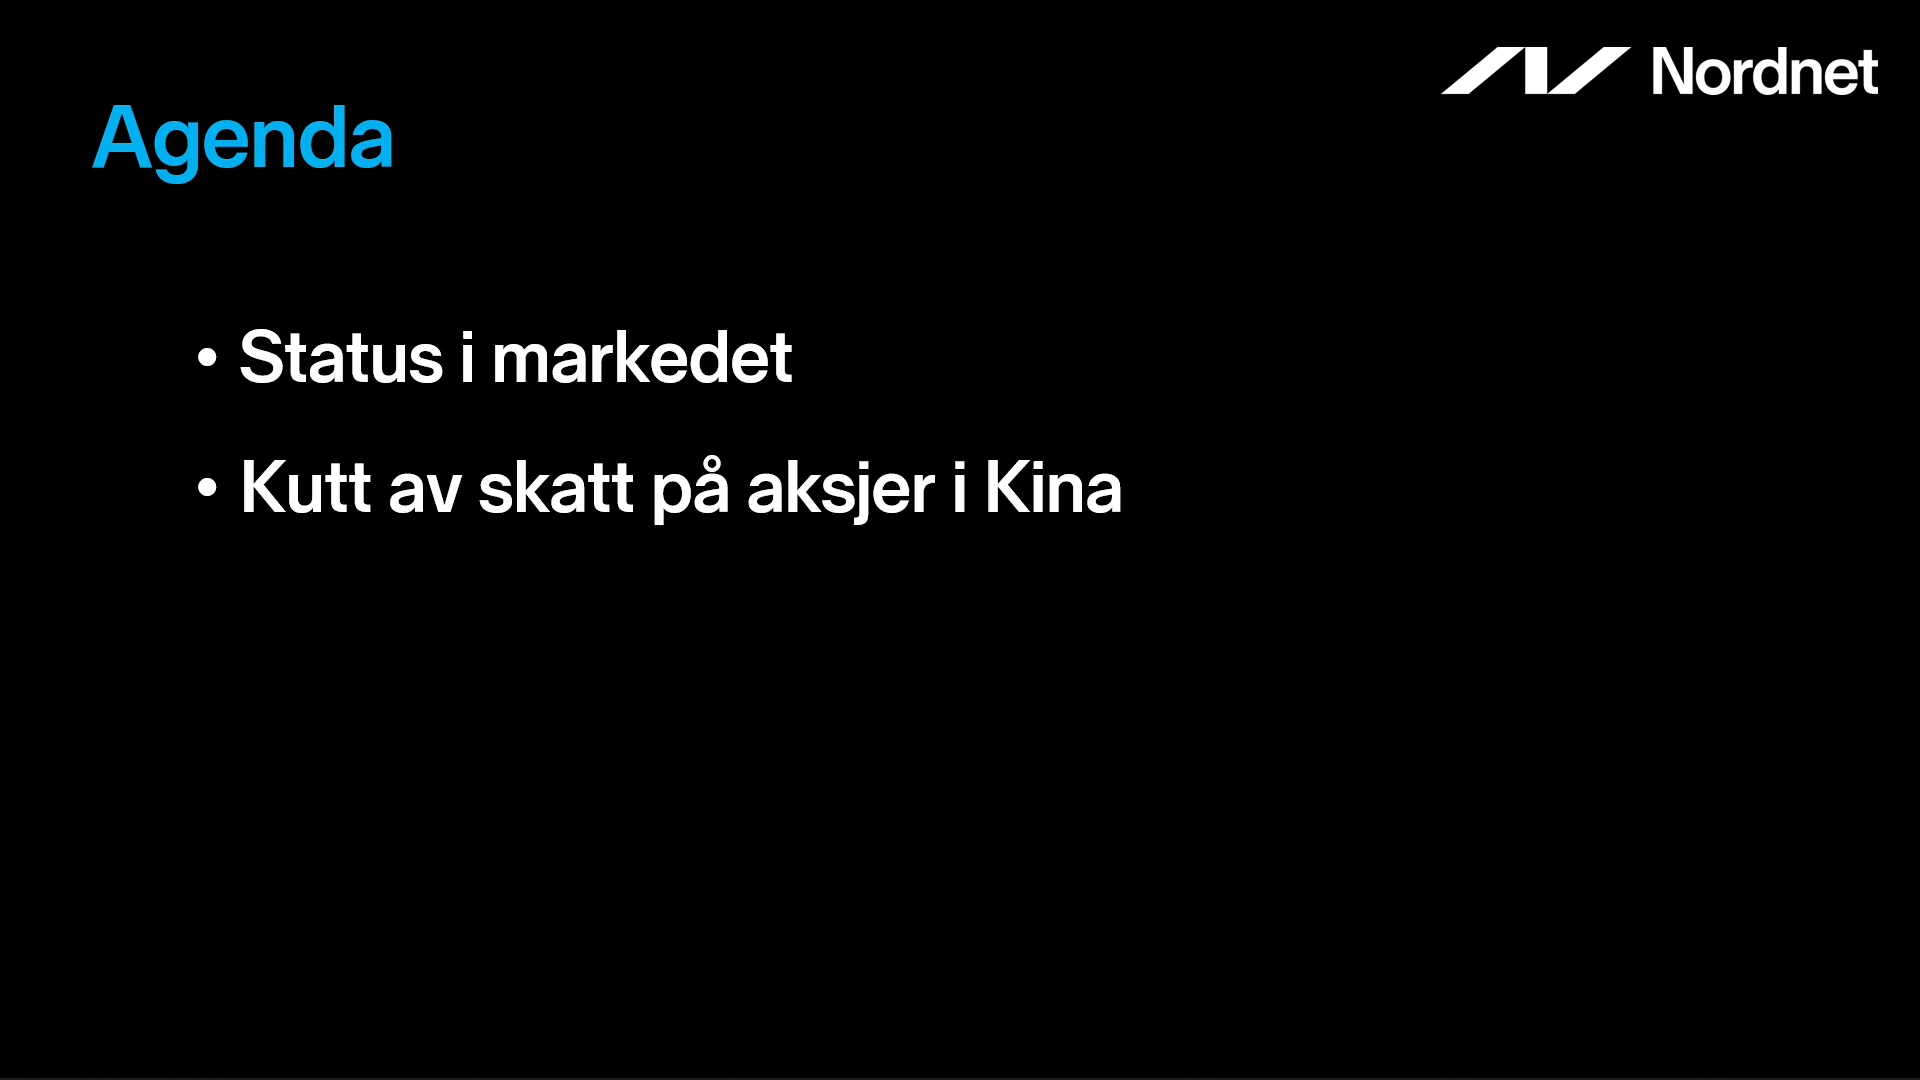 Nordnet
Agenda
• Status i markedet
• Kutt av skatt på aksjer i Kina